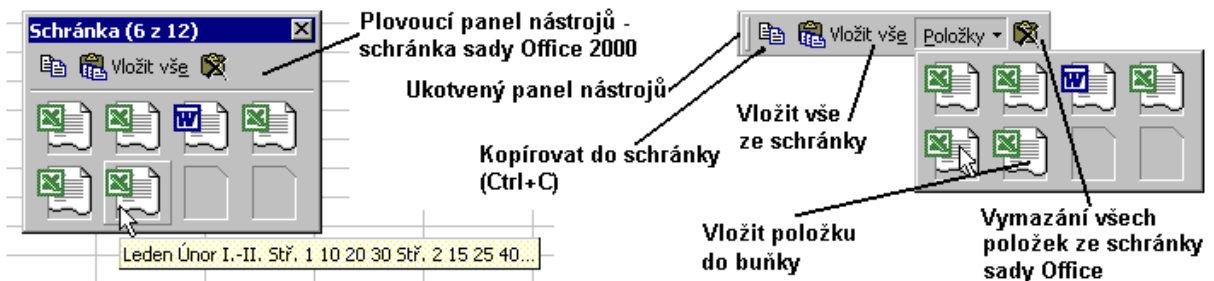 Schránka (6 z 12)
Vložit vše
Plovoucí panel nástrojů -
schránka sady Office 2000
Leden Únor I.-II. Stř. 1 10 20 30 Stř. 2 15 25 40...
Vložit vše
Položky
Ukotvený panel nástrojů
Kopírovat do schránky
(Ctrl+C)
Vložit vše
ze schránky
Vložit položku
do buňky
Vymazání všech
položek ze schránky
sady Office